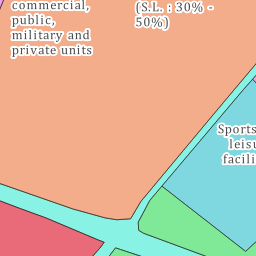 commercial,
public,
military and
private units
(S.L. : 30% -
50%)
Sports
leisu
facili